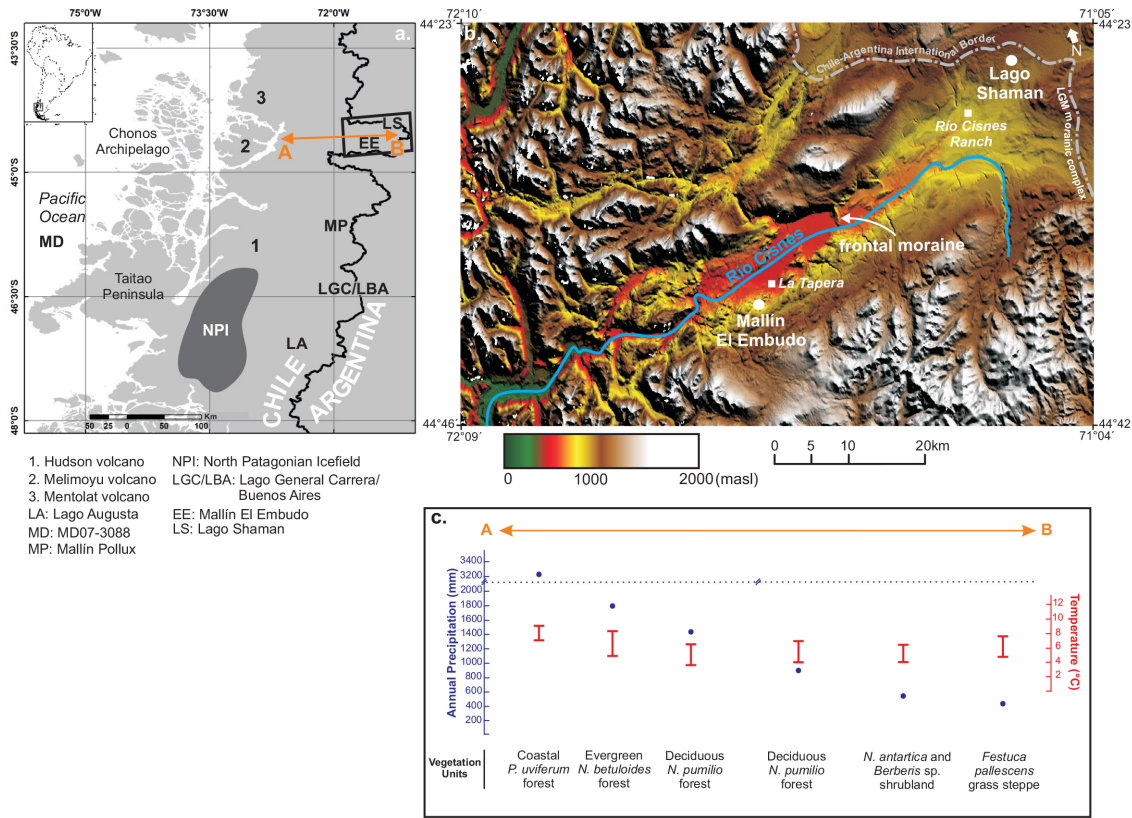 75°0'W
73°30'W
72°0'W
a.
43°30'S
45°0'S
46°30'S
48°0'S
3
LS
Chonos
Archipelago
2
A
EE
B
Pacific
Ocean
MD
MP
1
Taitao
Peninsula
LGC/LBA
NPI
LA
CHILE
ARGENTINA
50 25 0 50 100
Km
1. Hudson volcano
2. Melimoyu volcano
3. Mentolat volcano
LA: Lago Augusta
MD: MD07-3088
MP: Mallín Pollux
NPI: North Patagonian Icefield
LGC/LBA: Lago General Carrera/
Buenos Aires
EE: Mallín El Embudo
LS: Lago Shaman
72°10'
71°05'
44°23'
44°23'
b.
N
Chile-Argentina International Border
Lago
Shaman
LGM morainic complex
Río Cisnes
Ranch
frontal moraine
Río Cisnes
La Tapera
Mallín
El Embudo
44°46'
44°42'
72°09'
71°04'
0 1000 2000 (masl)
0 5 10 20km
c.
A
B
Annual Precipitation (mm)
3400
3200
2000
1800
1600
1400
1200
1000
800
600
400
200
Temperature (°C)
12
10
8
6
4
2
Vegetation
Units
Coastal
P. uviferum
forest
Evergreen
N. betuloides
forest
Deciduous
N. pumilio
forest
Deciduous
N. pumilio
forest
N. antartica and
Berberis sp.
shrubland
Festuca
pallescens
grass steppe